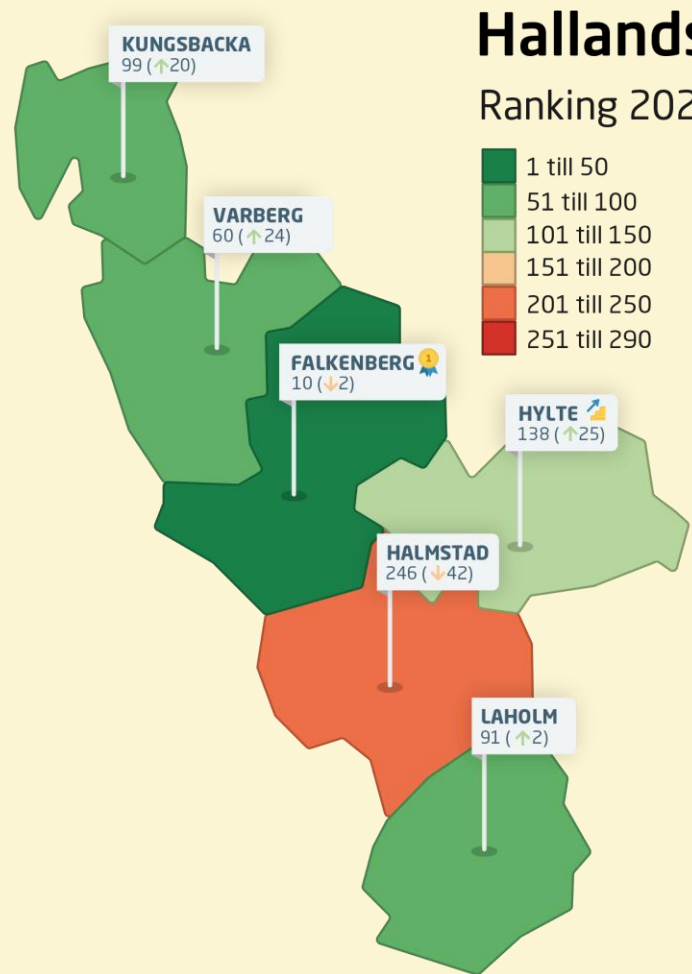 Hallands
Ranking 202
1 till 50
51 till 100
101 till 150
151 till 200
201 till 250
251 till 290
KUNGSBACKA
99 (↑20)
VARBERG
60 (↑24)
FALKENBERG 1
10 (↓2)
HYLTE
138 (↑25)
HALMSTAD
246 (↓42)
LAHOLM
91 (↑2)